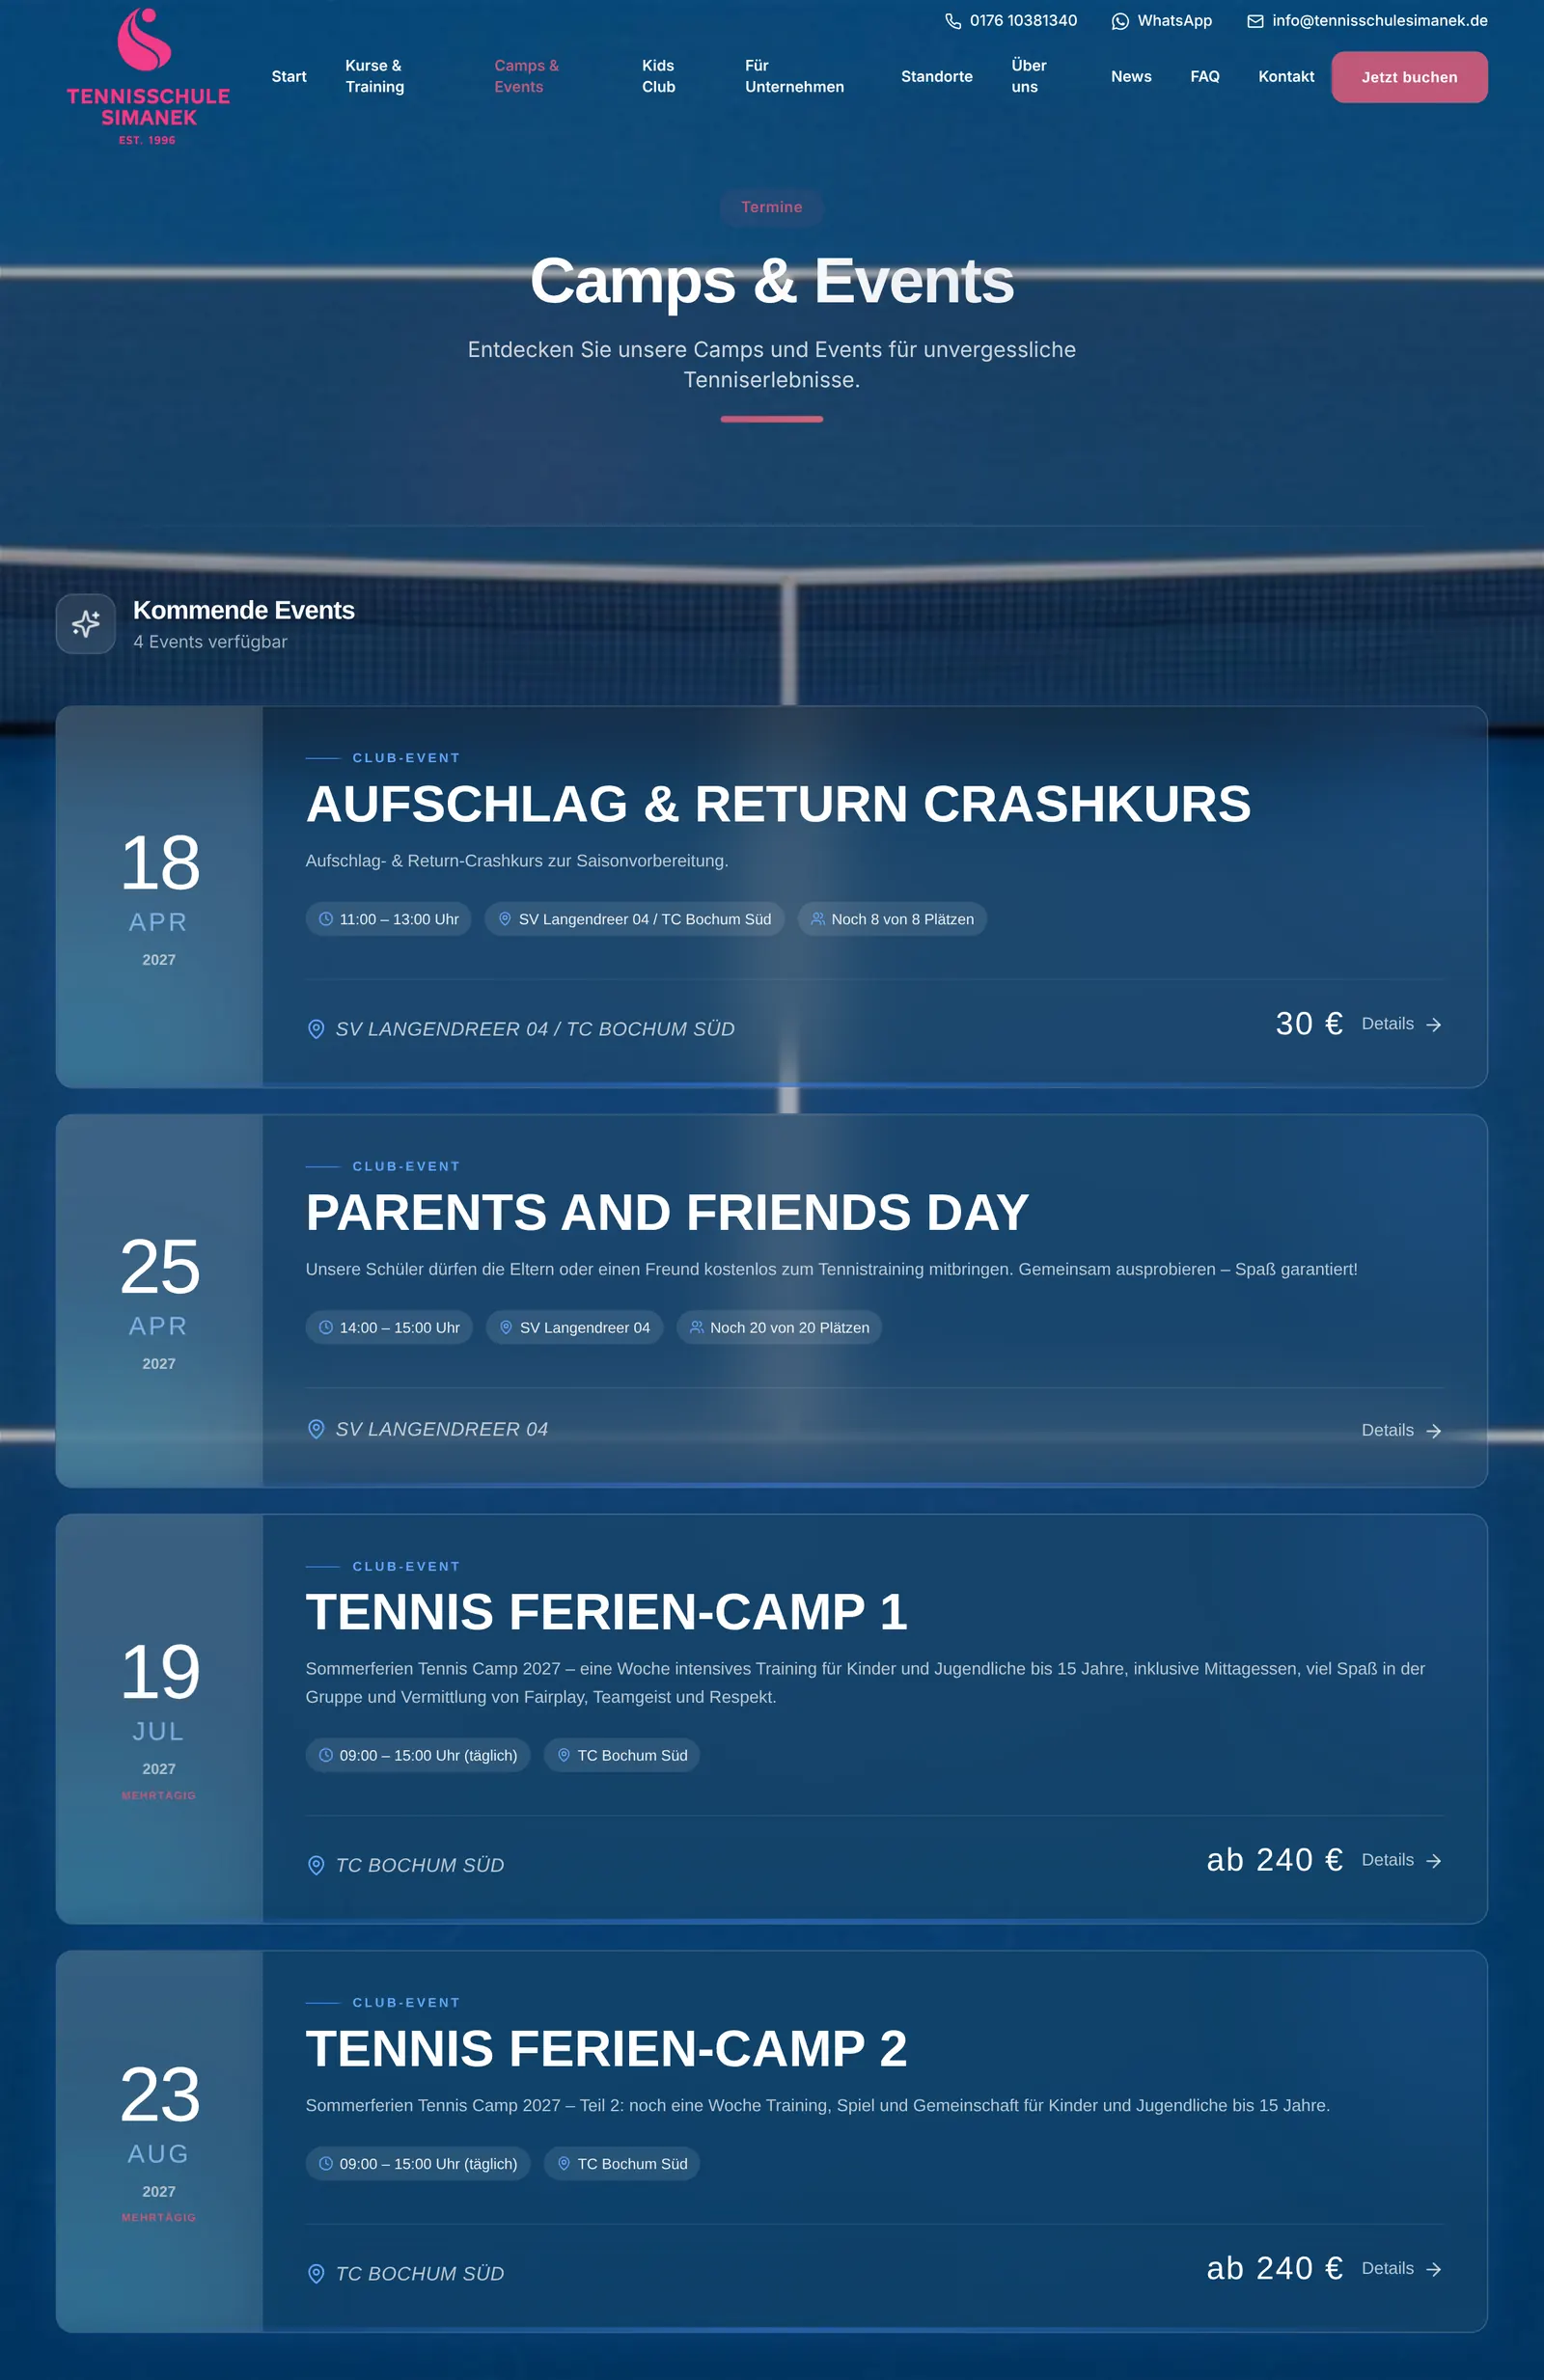 0176 10381340 WhatsApp info@tennisschulesimanek.de
TENNISSCHULE
SIMANEK
EST. 1996
Start Kurse & Training Camps & Events Kids Club Für Unternehmen Standorte Über uns News FAQ Kontakt Jetzt buchen
Termine
Camps & Events
Entdecken Sie unsere Camps und Events für unvergessliche
Tenniserlebnisse.
Kommende Events
4 Events verfügbar
18
APR
2027
CLUB-EVENT
AUFSCHLAG & RETURN CRASHKURS
Aufschlag- & Return-Crashkurs zur Saisonvorbereitung.
11:00 – 13:00 Uhr SV Langendreer 04 / TC Bochum Süd Noch 8 von 8 Plätzen
SV LANGENDREER 04 / TC BOCHUM SÜD 30 € Details
25
APR
2027
CLUB-EVENT
PARENTS AND FRIENDS DAY
Unsere Schüler dürfen die Eltern oder einen Freund kostenlos zum Tennistraining mitbringen. Gemeinsam ausprobieren – Spaß garantiert!
14:00 – 15:00 Uhr SV Langendreer 04 Noch 20 von 20 Plätzen
SV LANGENDREER 04 Details
19
JUL
2027
MEHRTÄGIG
CLUB-EVENT
TENNIS FERIEN-CAMP 1
Sommerferien Tennis Camp 2027 – eine Woche intensives Training für Kinder und Jugendliche bis 15 Jahre, inklusive Mittagessen, viel Spaß in der
Gruppe und Vermittlung von Fairplay, Teamgeist und Respekt.
09:00 – 15:00 Uhr (täglich) TC Bochum Süd
TC BOCHUM SÜD ab 240 € Details
23
AUG
2027
MEHRTÄGIG
CLUB-EVENT
TENNIS FERIEN-CAMP 2
Sommerferien Tennis Camp 2027 – Teil 2: noch eine Woche Training, Spiel und Gemeinschaft für Kinder und Jugendliche bis 15 Jahre.
09:00 – 15:00 Uhr (täglich) TC Bochum Süd
TC BOCHUM SÜD ab 240 € Details